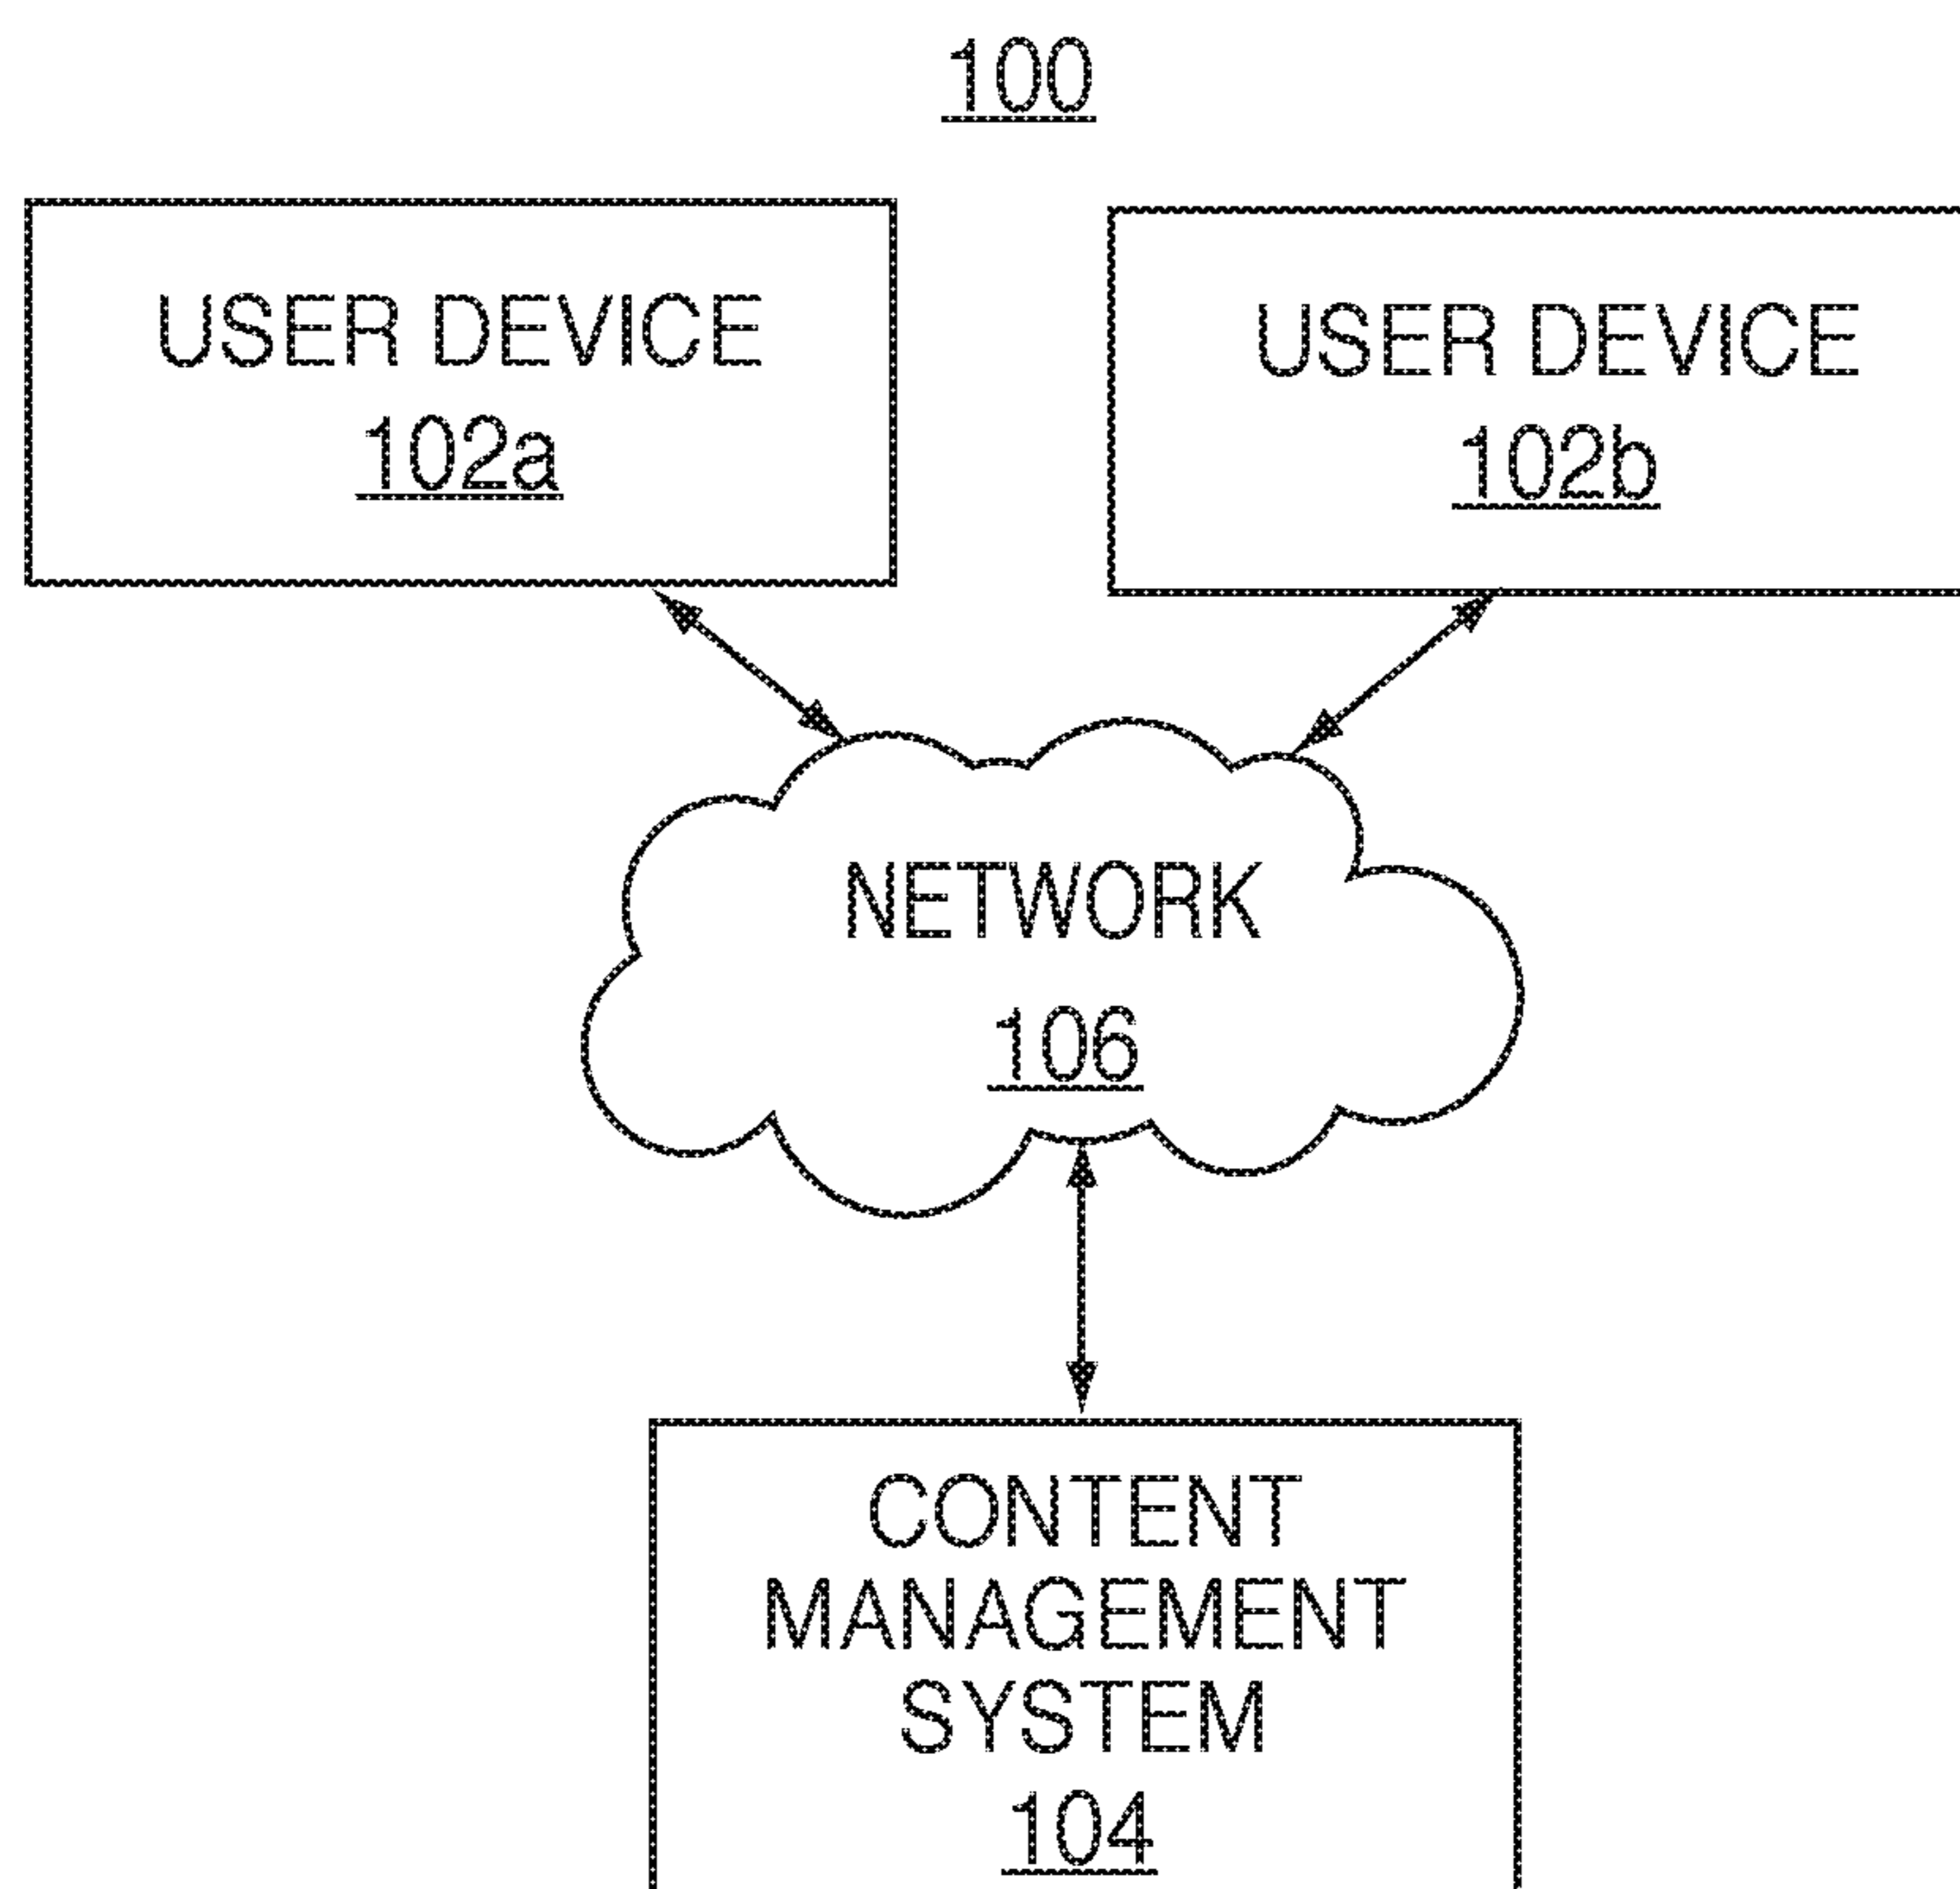 100
USER DEVICE
102a
USER DEVICE
102b
NETWORK
106
CONTENT
MANAGEMENT
SYSTEM
104